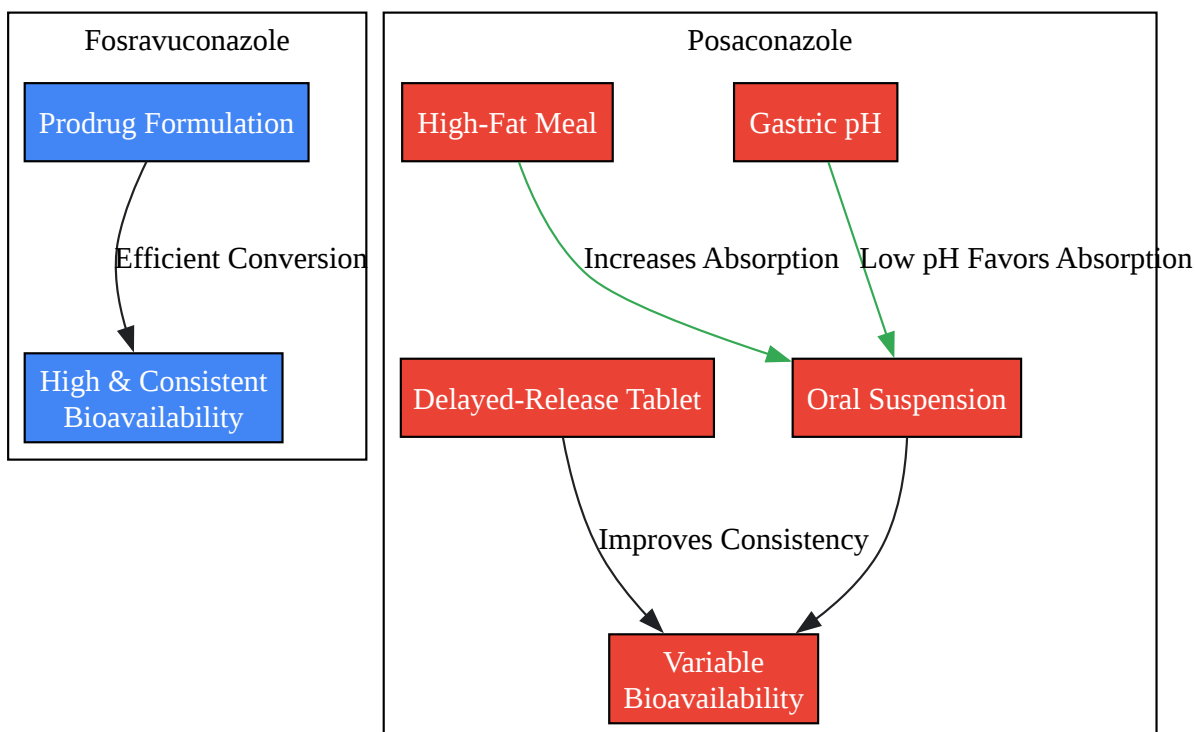 Fosravuconazole
Prodrug Formulation
Efficient Conversion
High & Consistent
Bioavailability
Posaconazole
High-Fat Meal
Gastric pH
Increases Absorption
Low pH Favors Absorption
Delayed-Release Tablet
Oral Suspension
Improves Consistency
Variable
Bioavailability